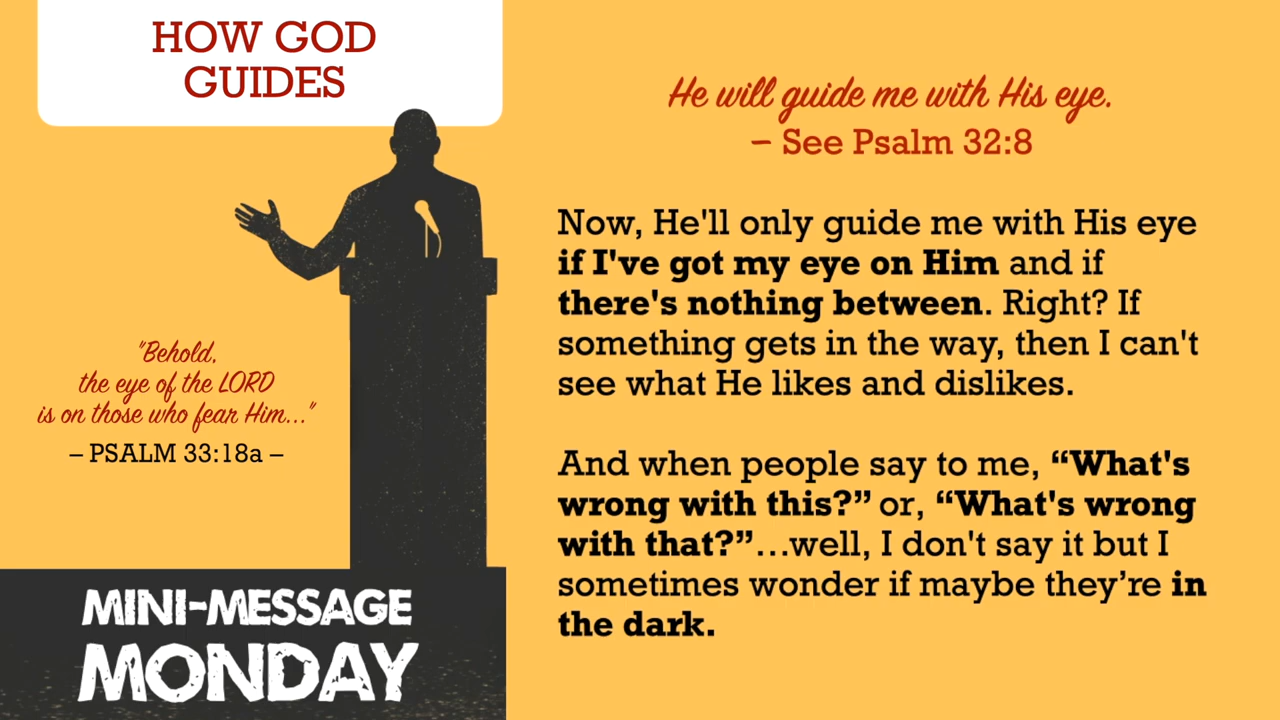 HOW GOD
GUIDES
"Behold,
the eye of the LORD
is on those who fear Him..."
– PSALM 33:18a –
MINI-MESSAGE
MONDAY
He will guide me with His eye.
– See Psalm 32:8
Now, He'll only guide me with His eye
if I've got my eye on Him and if
there's nothing between. Right? If
something gets in the way, then I can't
see what He likes and dislikes.
And when people say to me, “What's
wrong with this?” or, “What's wrong
with that?”...well, I don't say it but I
sometimes wonder if maybe they’re in
the dark.